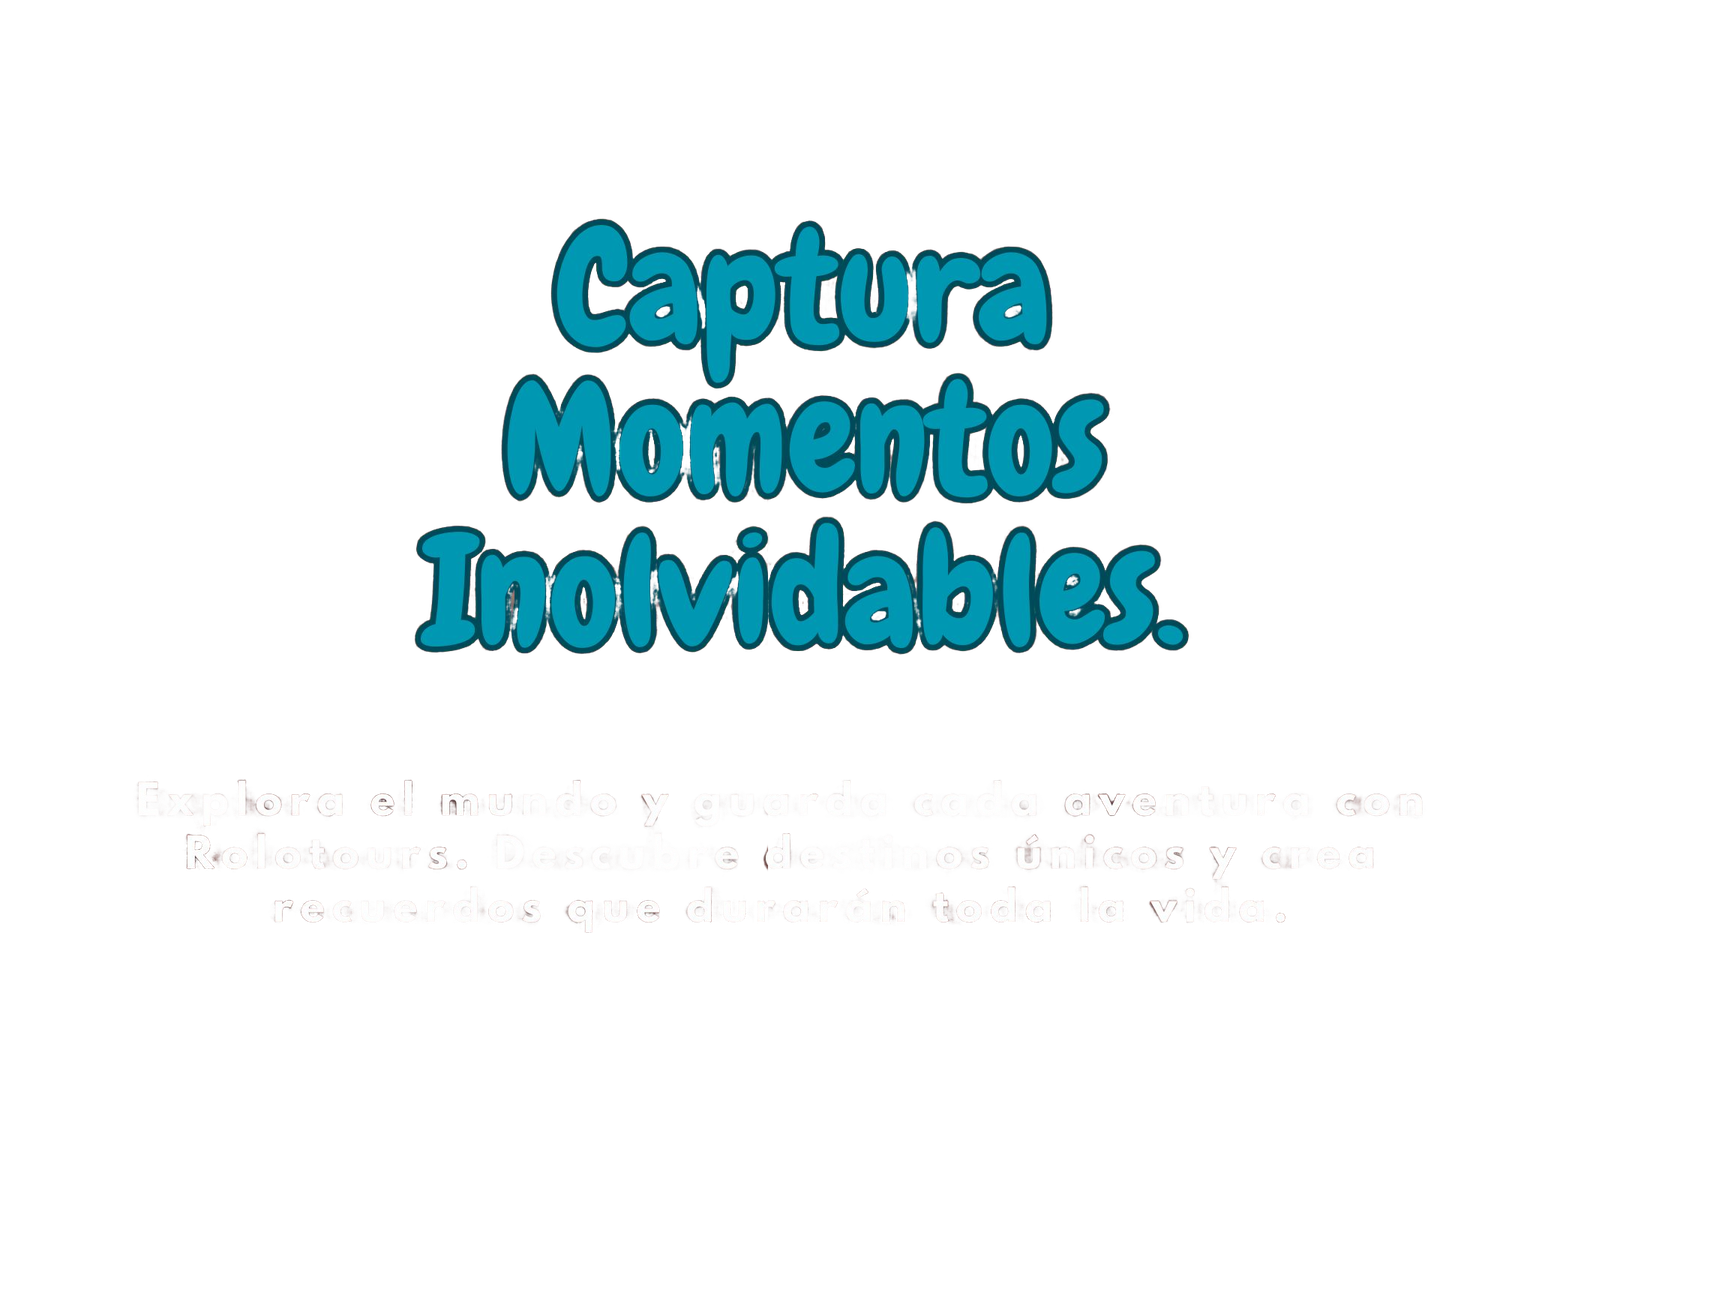 Captura
Momentos
Inolvidables.
Explora el mundo y guarda cada aventura con
Rolotours. Descubre destinos únicos y crea
recuerdos que durarán toda la vida.